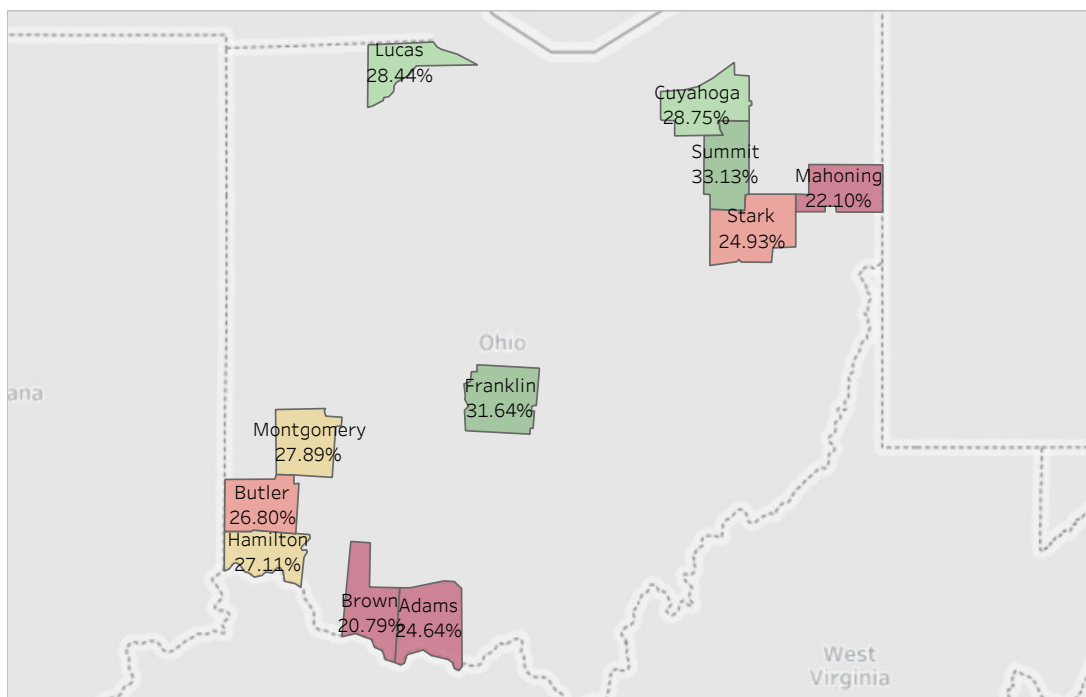 Lucas
28.44%
Cuyahoga
28.75%
Summit
33.13%
Mahoning
22.10%
Stark
24.93%
Ohio
Franklin
31.64%
ana
Montgomery
27.89%
Butler
26.80%
Hamilton
27.11%
Brown
20.79%
Adams
24.64%
West
Virginia